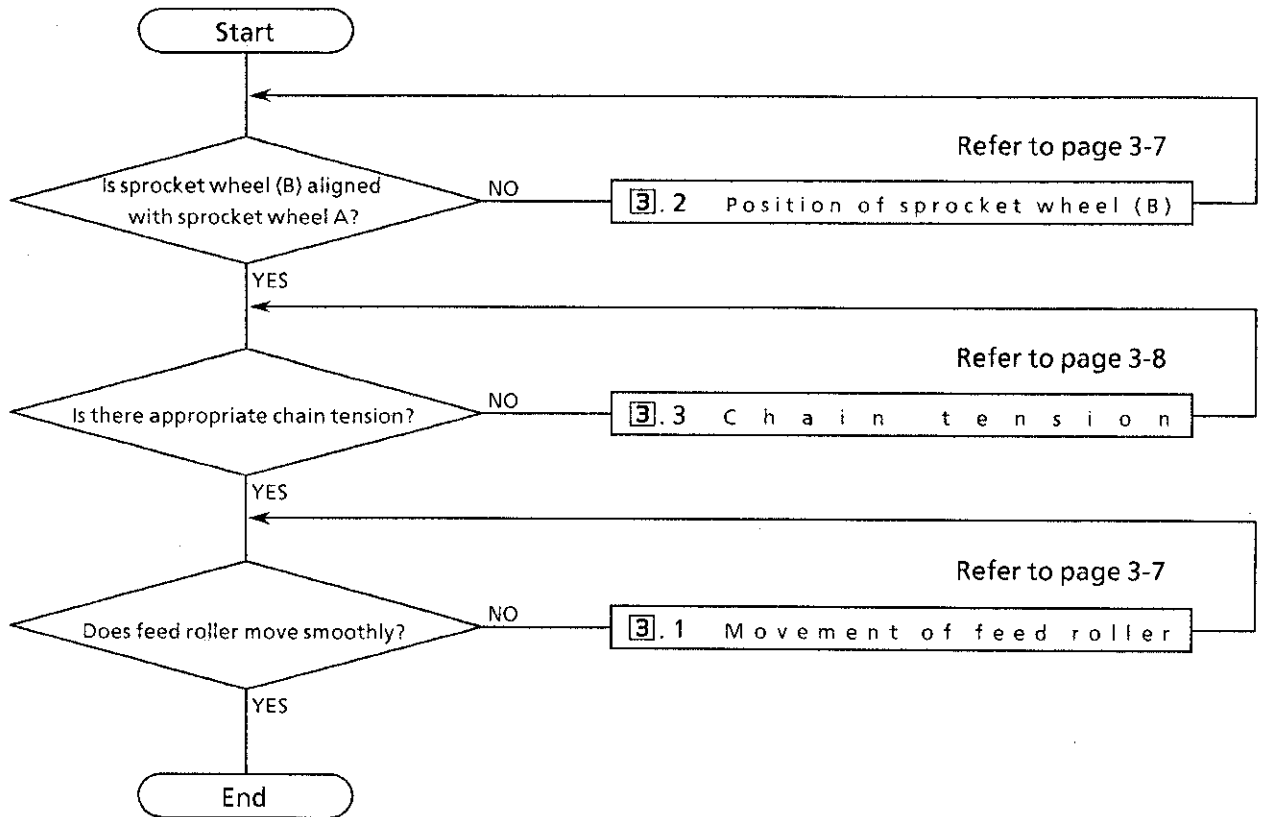 Start
Refer to page 3-7
Is sprocket wheel (B) aligned
with sprocket wheel A?
NO
3.2 Position of sprocket wheel (B)
YES
Refer to page 3-8
Is there appropriate chain tension?
NO
3.3 Chain tension
YES
Refer to page 3-7
Does feed roller move smoothly?
NO
3.1 Movement of feed roller
YES
End